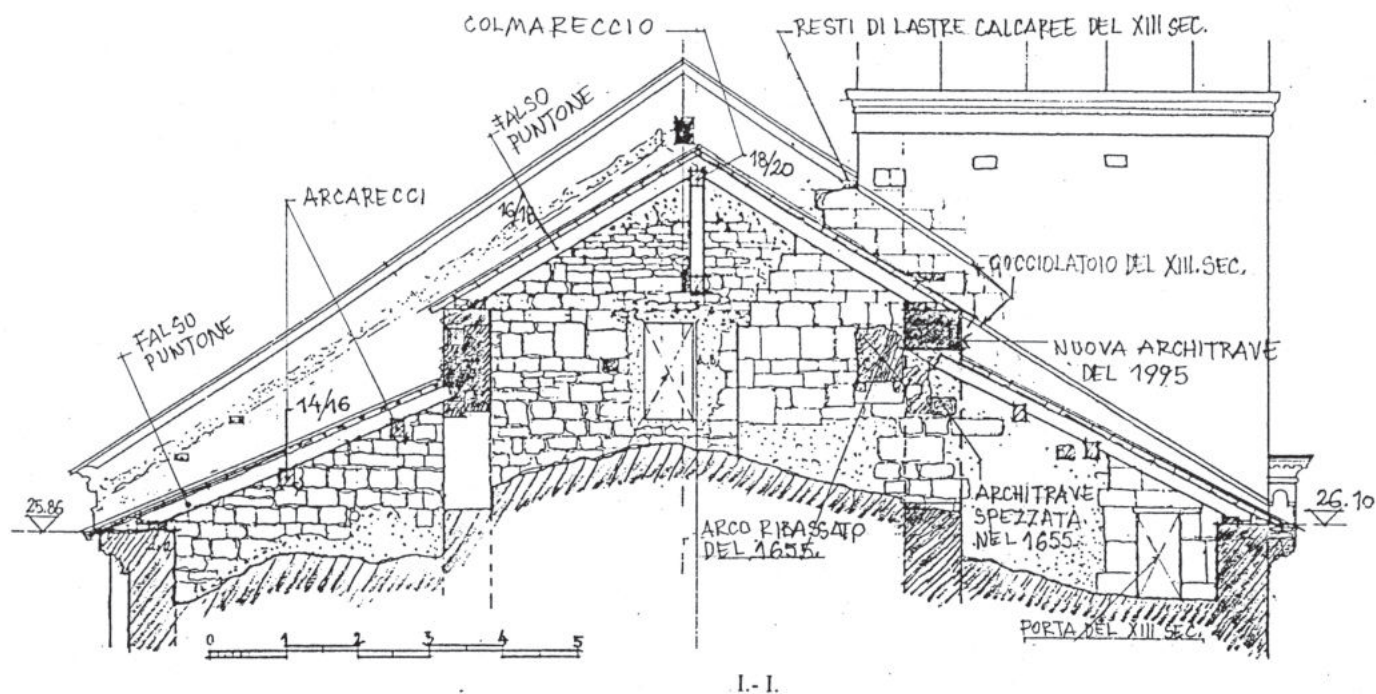 COLMARECCIO
RESTI DI LASTRE CALCAREE DEL XIII SEC.
FALSO
PUNTONE
ARCARECCI
16/18
18/20
GOCCIOLATOIO DEL XIII. SEC.
FALSO
PUNTONE
14/16
NUOVA ARCHITRAVE
DEL 1995
25.86
26.10
ARCHITRAVE
SPEZZATA
NEL 1655.
ARCO RIBASSATO
DEL 1655.
PORTA DEL XIII SEC.
0 1 2 3 4 5
I.- I.